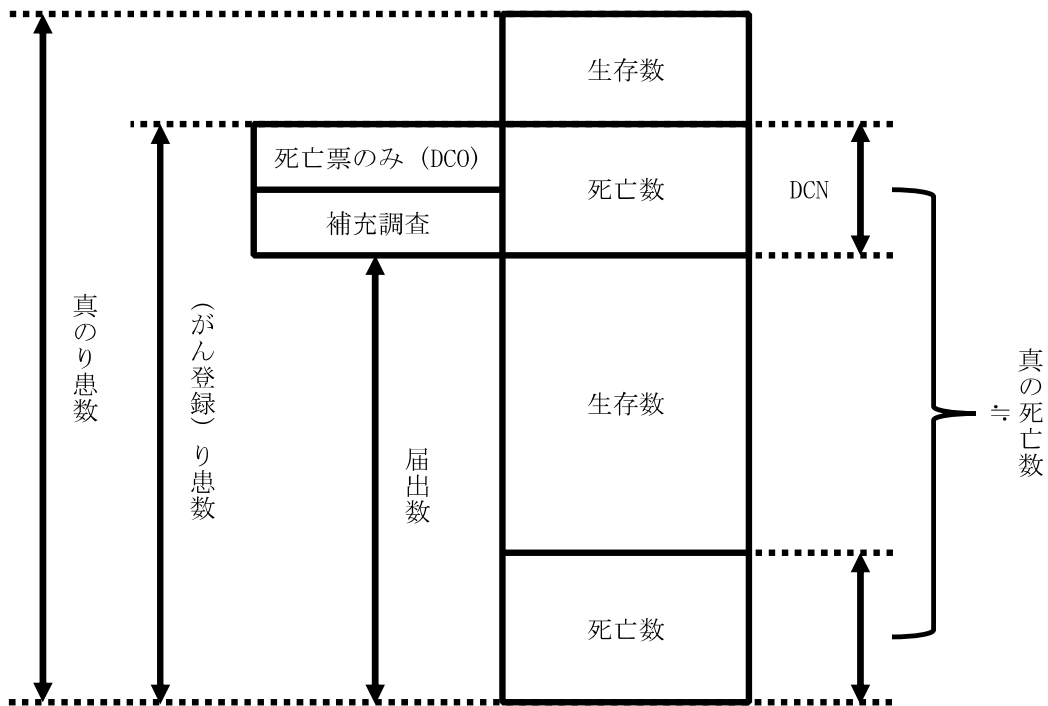 生存数
死亡票のみ (DCO)
補充調査
死亡数
DCN
真のり患数
(がん登録) り患数
届出数
生存数
≒
真の死亡数
死亡数